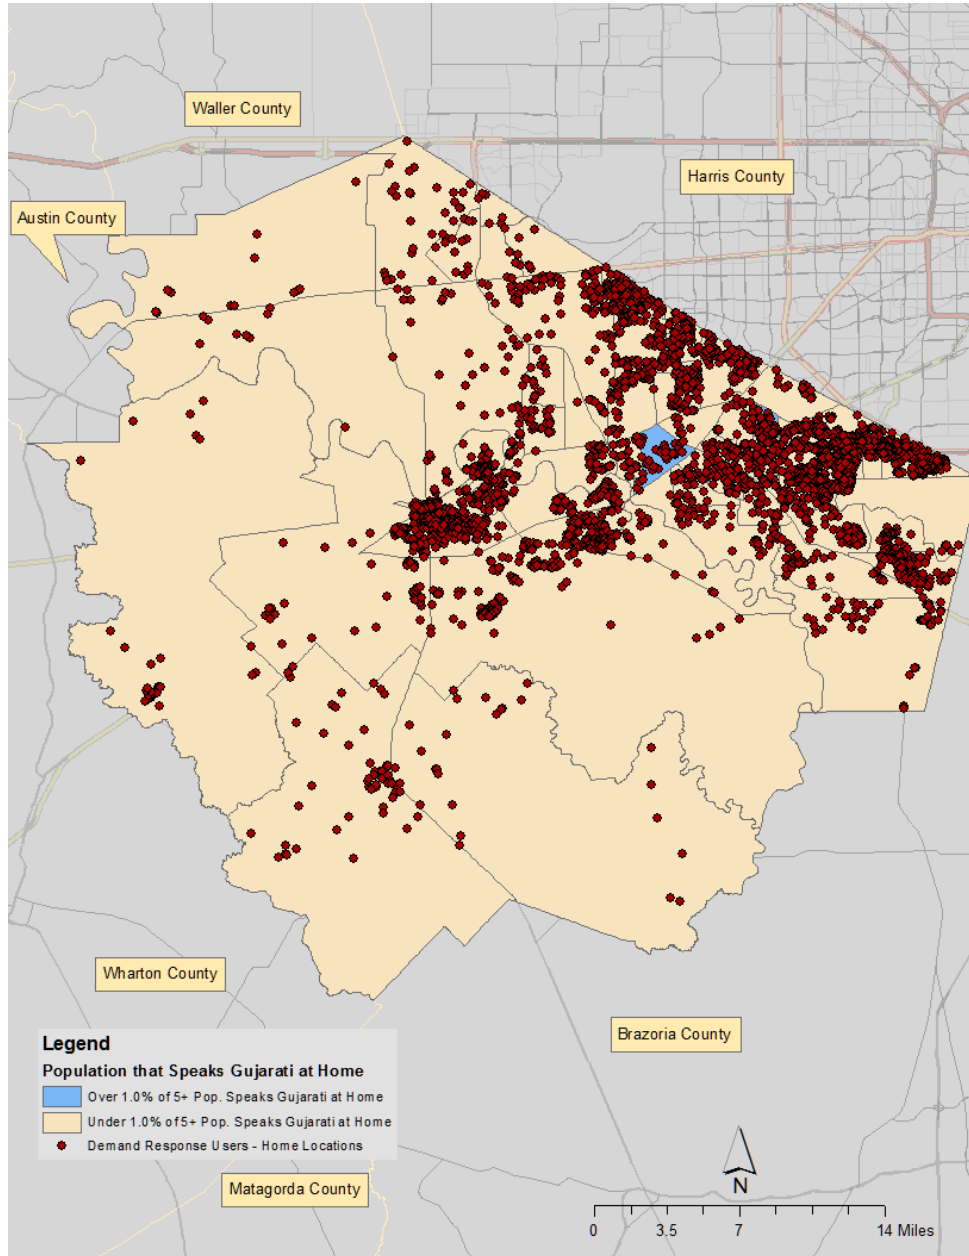 Waller County
Harris County
Austin County
Wharton County
Brazoria County
Legend
Population that Speaks Gujarati at Home
Over 1.0% of 5+ Pop. Speaks Gujarati at Home
Under 1.0% of 5+ Pop. Speaks Gujarati at Home
Demand Response Users - Home Locations
Matagorda County
N
0 3.5 7 14 Miles